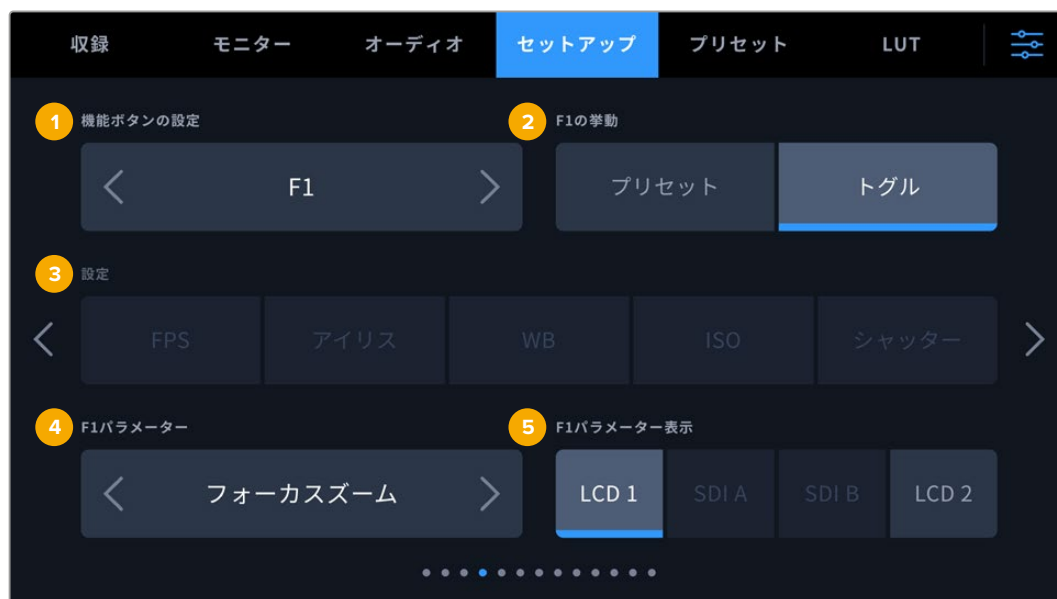 収録 モニター オーディオ セットアップ プリセット LUT
1 機能ボタンの設定 2 F1の挙動
F1 プリセット トグル
3 設定
FPS アイリス WB ISO シャッター
4 F1パラメーター 5 F1パラメーター表示
フォーカスズーム LCD 1 SDI A SDI B LCD 2